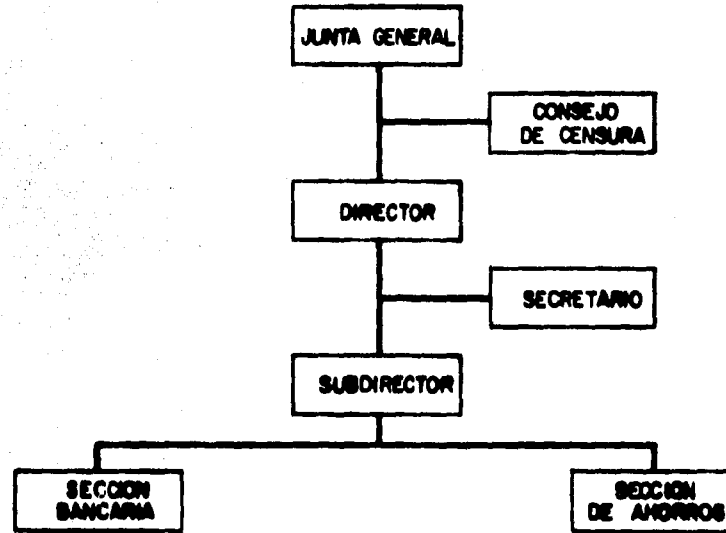 JUNTA GENERAL
CONSEJO
DE CENSURA
DIRECTOR
SECRETARIO
SUBDIRECTOR
SECCION
BANCARIA
SECCION
DE AHORROS